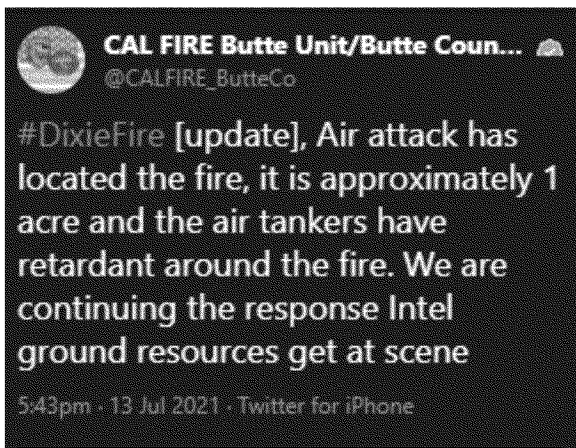 CAL FIRE Butte Unit/Butte Coun...
@CALFIRE_ButteCo
#DixieFire [update], Air attack has
located the fire, it is approximately 1
acre and the air tankers have
retardant around the fire. We are
continuing the response Intel
ground resources get at scene
5:43pm · 13 Jul 2021 · Twitter for iPhone